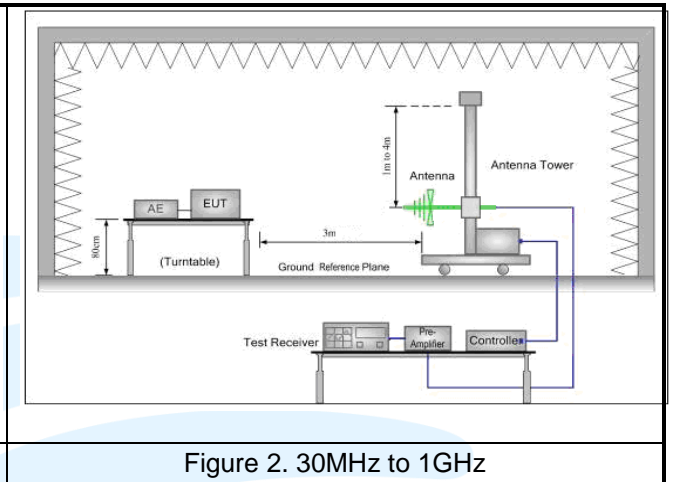 1m to 4m
Antenna
Antenna Tower
AE
EUT
80cm
3m
(Turntable)
Ground Reference Plane
Test Receiver
Pre-
Amplifier
Controlle
Figure 2. 30MHz to 1GHz